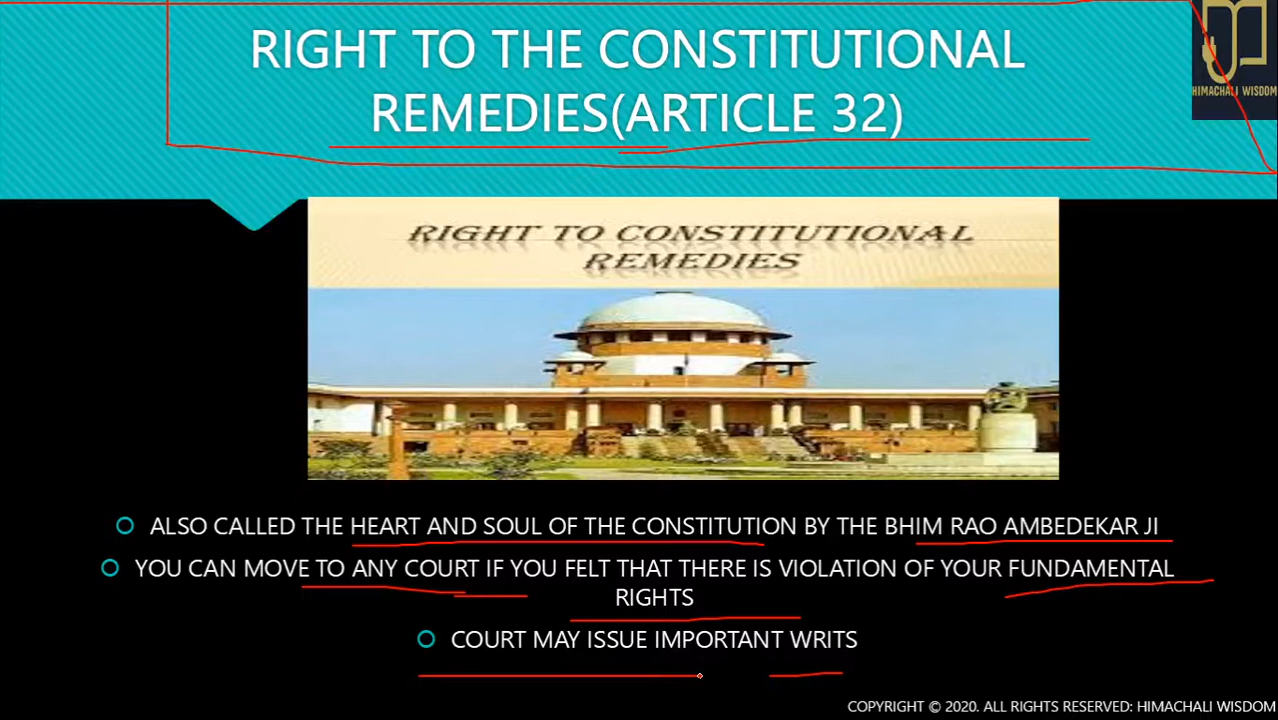 RIGHT TO THE CONSTITUTIONAL
REMEDIES(ARTICLE 32)
HIMACHALI WISDOM
RIGHT TO CONSTITUTIONAL
REMEDIES
ALSO CALLED THE HEART AND SOUL OF THE CONSTITUTION BY THE BHIM RAO AMBEDEKAR JI
YOU CAN MOVE TO ANY COURT IF YOU FELT THAT THERE IS VIOLATION OF YOUR FUNDAMENTAL
RIGHTS
COURT MAY ISSUE IMPORTANT WRITS
COPYRIGHT © 2020. ALL RIGHTS RESERVED: HIMACHALI WISDOM